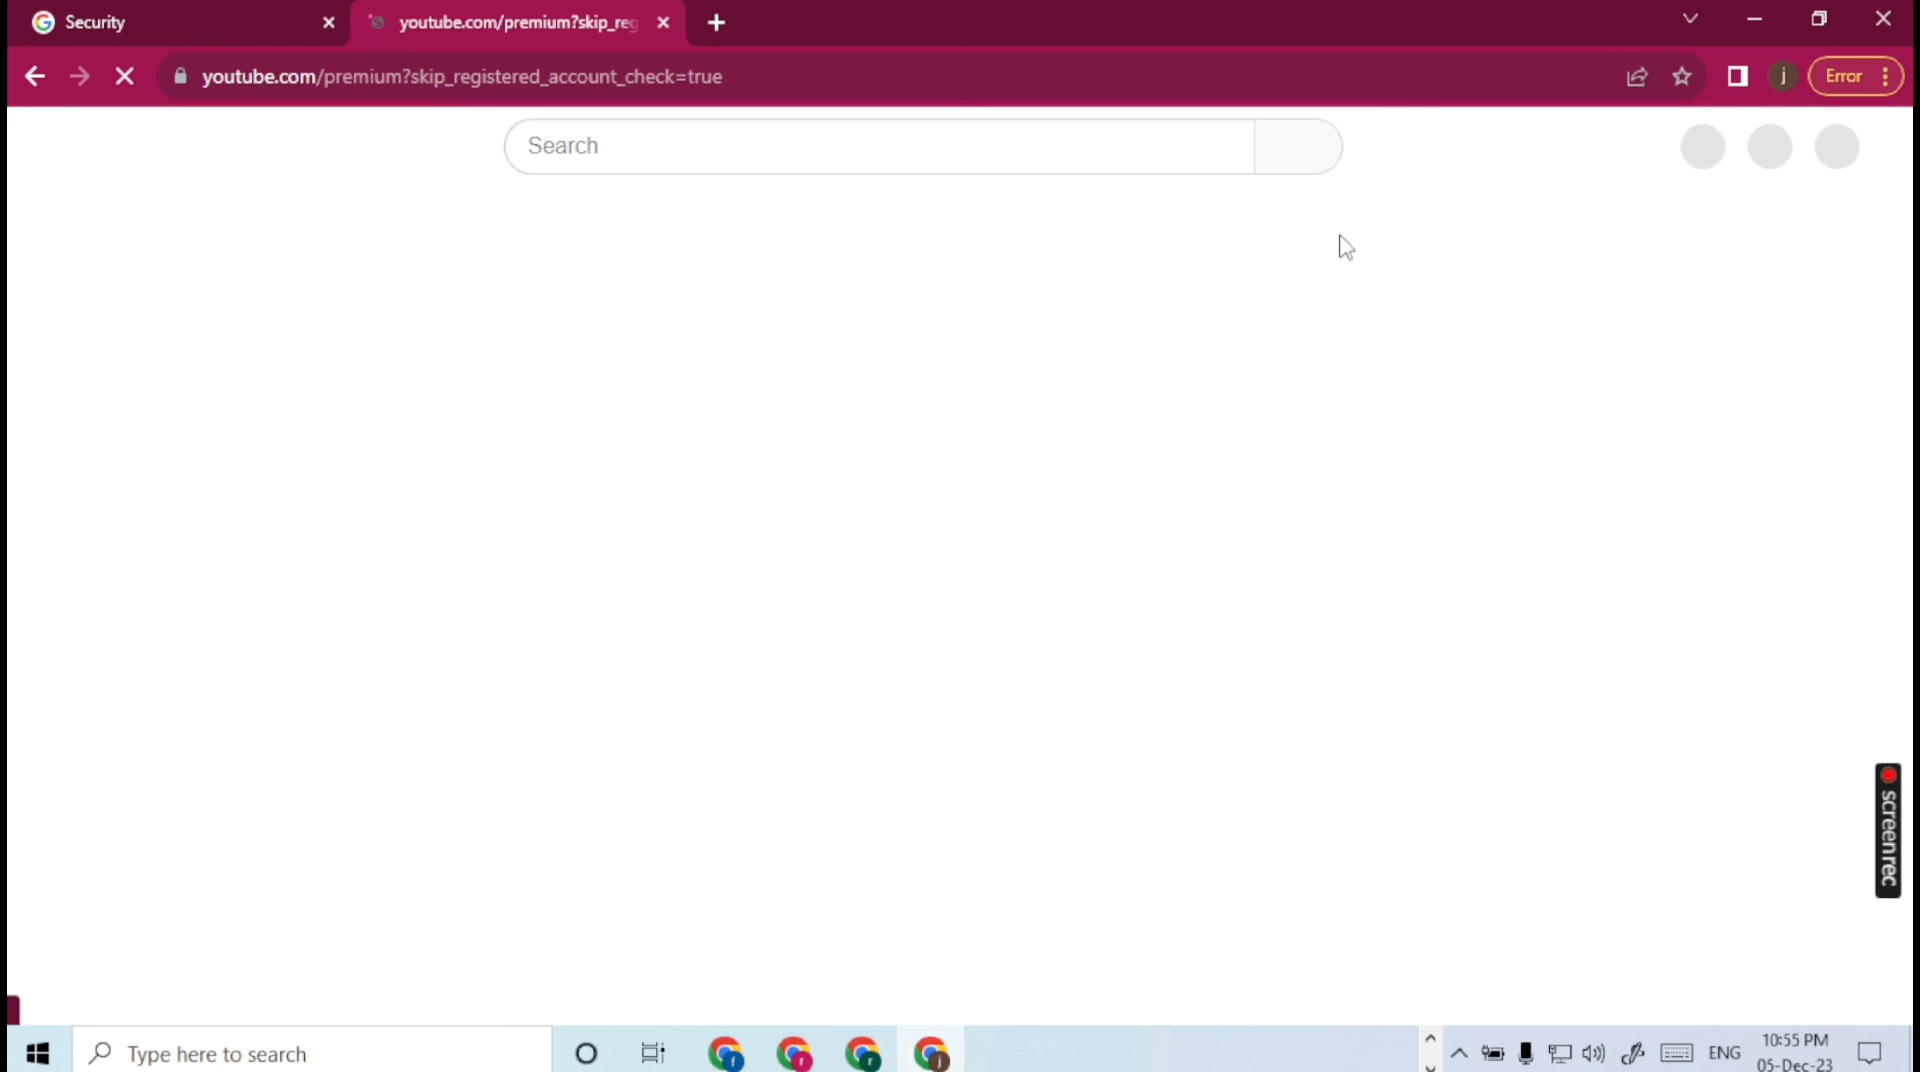 Security
youtube.com/premium?skip_reg
youtube.com/premium?skip_registered_account_check=true
j
Error
Search
screenrec
Type here to search
f
r
r
j
ENG
10:55 PM
05-Dec-23